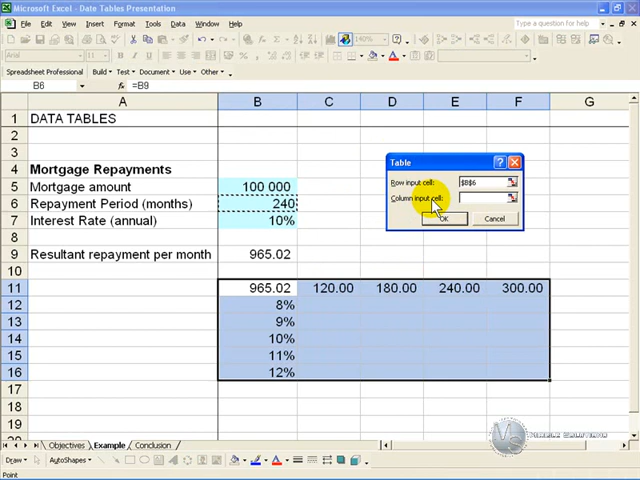 Microsoft Excel - Date Tables Presentation
File Edit View Insert Format Tools Data Window Help
Type a question for help
Arial
140%
Spreadsheet Professional Build Test Document Use Other
B6 =B9
A B C D E F G
1 DATA TABLES
2
3
4 Mortgage Repayments
5 Mortgage amount 100 000
6 Repayment Period (months) 240
7 Interest Rate (annual) 10%
8
9 Resultant repayment per month 965.02
10
11 965.02 120.00 180.00 240.00 300.00
12 8%
13 9%
14 10%
15 11%
16 12%
17
18
19
Table
Row input cell: $B$6
Column input cell:
OK Cancel
Objectives Example Conclusion
Draw AutoShapes
Point